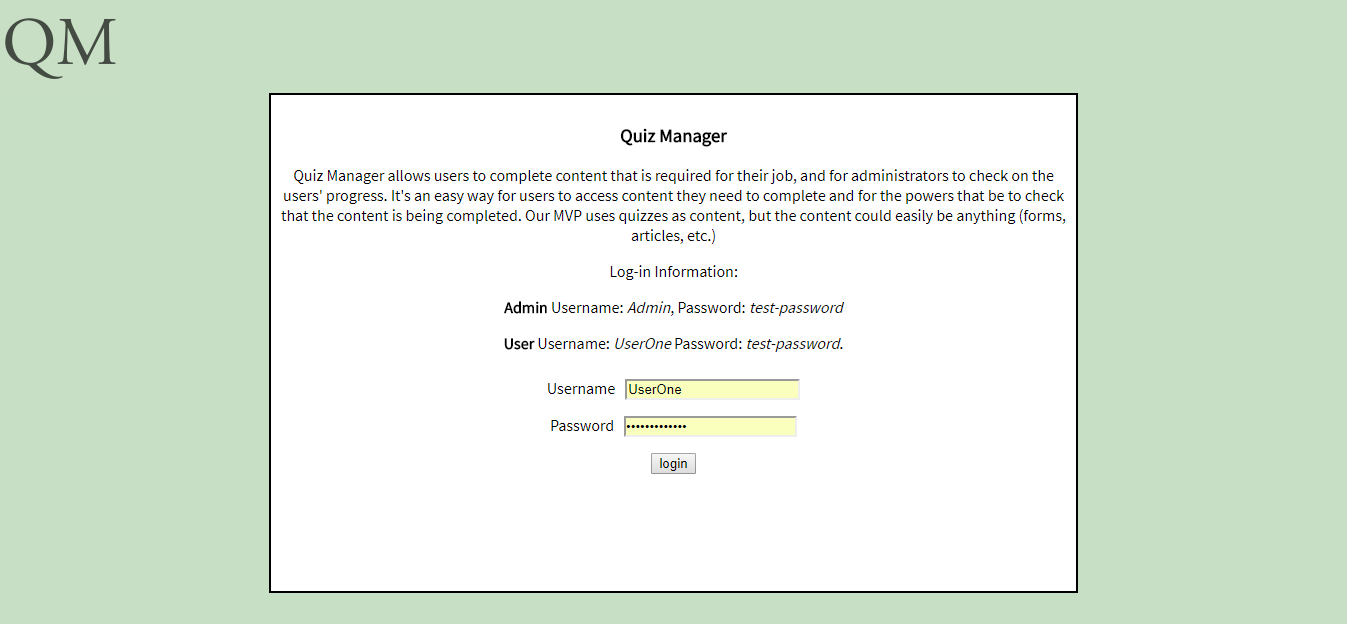 QM
Quiz Manager
Quiz Manager allows users to complete content that is required for their job, and for administrators to check on the
users' progress. It's an easy way for users to access content they need to complete and for the powers that be to check
that the content is being completed. Our MVP uses quizzes as content, but the content could easily be anything (forms,
articles, etc.)
Log-in Information:
Admin Username: Admin, Password: test-password
User Username: UserOne Password: test-password.
Username UserOne
Password •••••••••••••
login